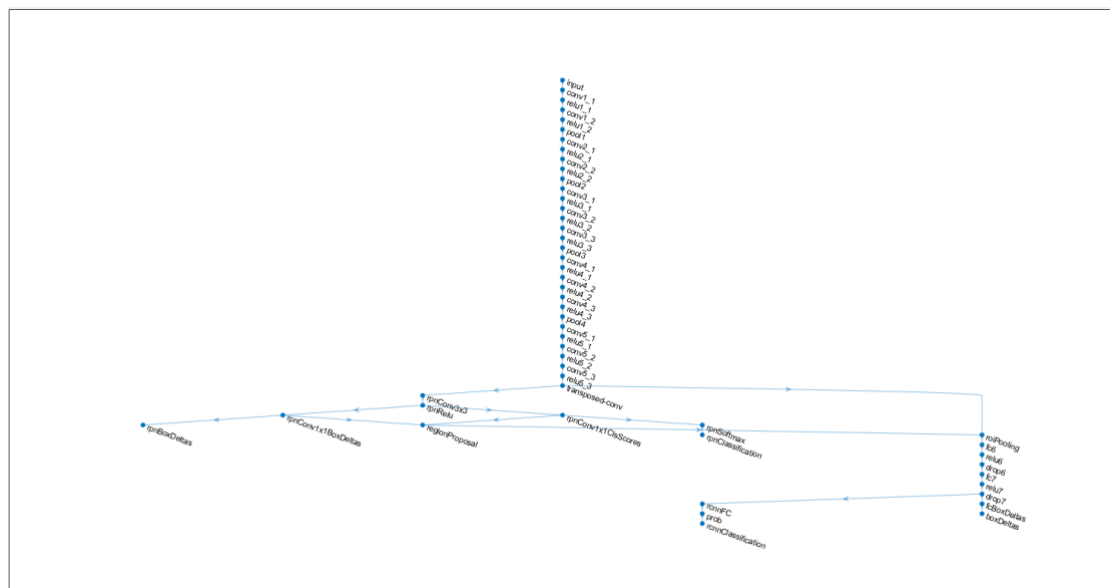 input
conv1_1
relu1_1
conv1_2
relu1_2
pool1
conv2_1
relu2_1
conv2_2
relu2_2
pool2
conv3_1
relu3_1
conv3_2
relu3_2
conv3_3
relu3_3
pool3
conv4_1
relu4_1
conv4_2
relu4_2
conv4_3
relu4_3
pool4
conv5_1
relu5_1
conv5_2
relu5_2
conv5_3
relu5_3
transposed-conv
rpnConv3x3
rpnRelu
rpnConv1x1BoxDeltas
rpnConv1x1ClsScores
rpnBoxDeltas
regionProposal
rpnSoftmax
rpnClassification
roiPooling
fc6
relu6
drop6
fc7
relu7
drop7
fcBoxDeltas
boxDeltas
rcnnFC
prob
rcnnClassification